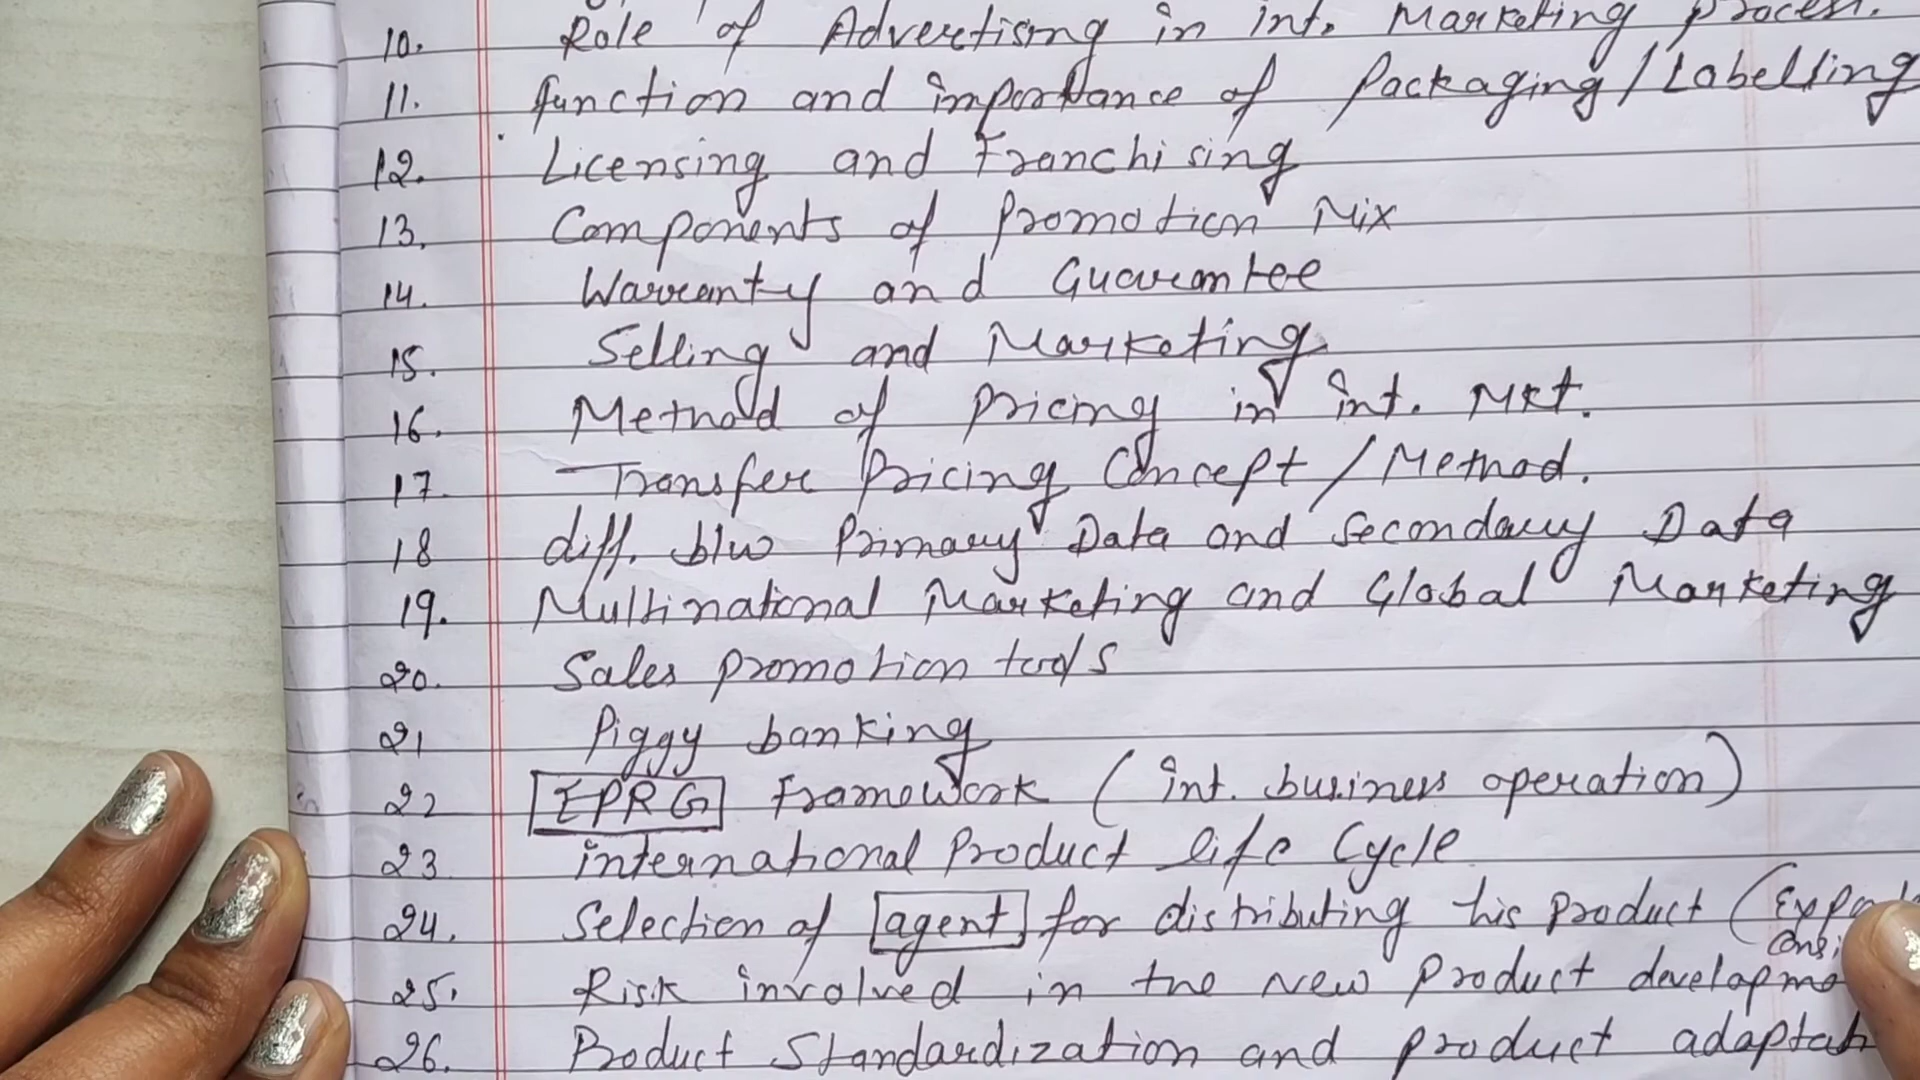 10. Role of Advertising in int. Marketing process.
11. function and importance of Packaging/Labelling
12. Licensing and Franchising
13. Components of Promotion Mix
14. Warranty and Guarantee
15. Selling and Marketing
16. Method of pricing in int. Mkt.
17. Transfer Pricing Concept / Method.
18 diff. b/w Primary Data and Secondary Data
19. Multinational Marketing and Global Marketing
20. Sales promotion tools
21 Piggy banking
22 EPRG Framework (int. business operation)
23 international Product life Cycle
24. Selection of agent for distributing his product (
25. Risk involved in the new product developme
26. Product Standardization and product adaptati